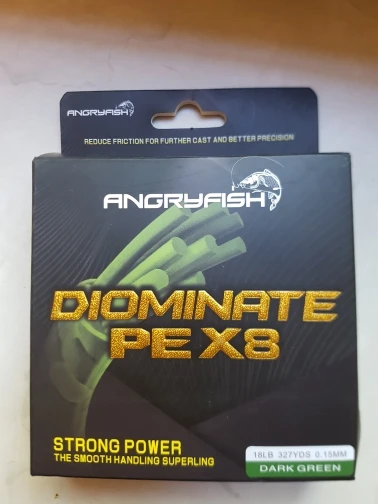 ANGRYFISH
REDUCE FRICTION FOR FURTHER CAST AND BETTER PRECISION
ANGRYFISH
DIOMINATE
PE X8
STRONG POWER
THE SMOOTH HANDLING SUPERLING
18LB 327YDS 0.15MM
DARK GREEN